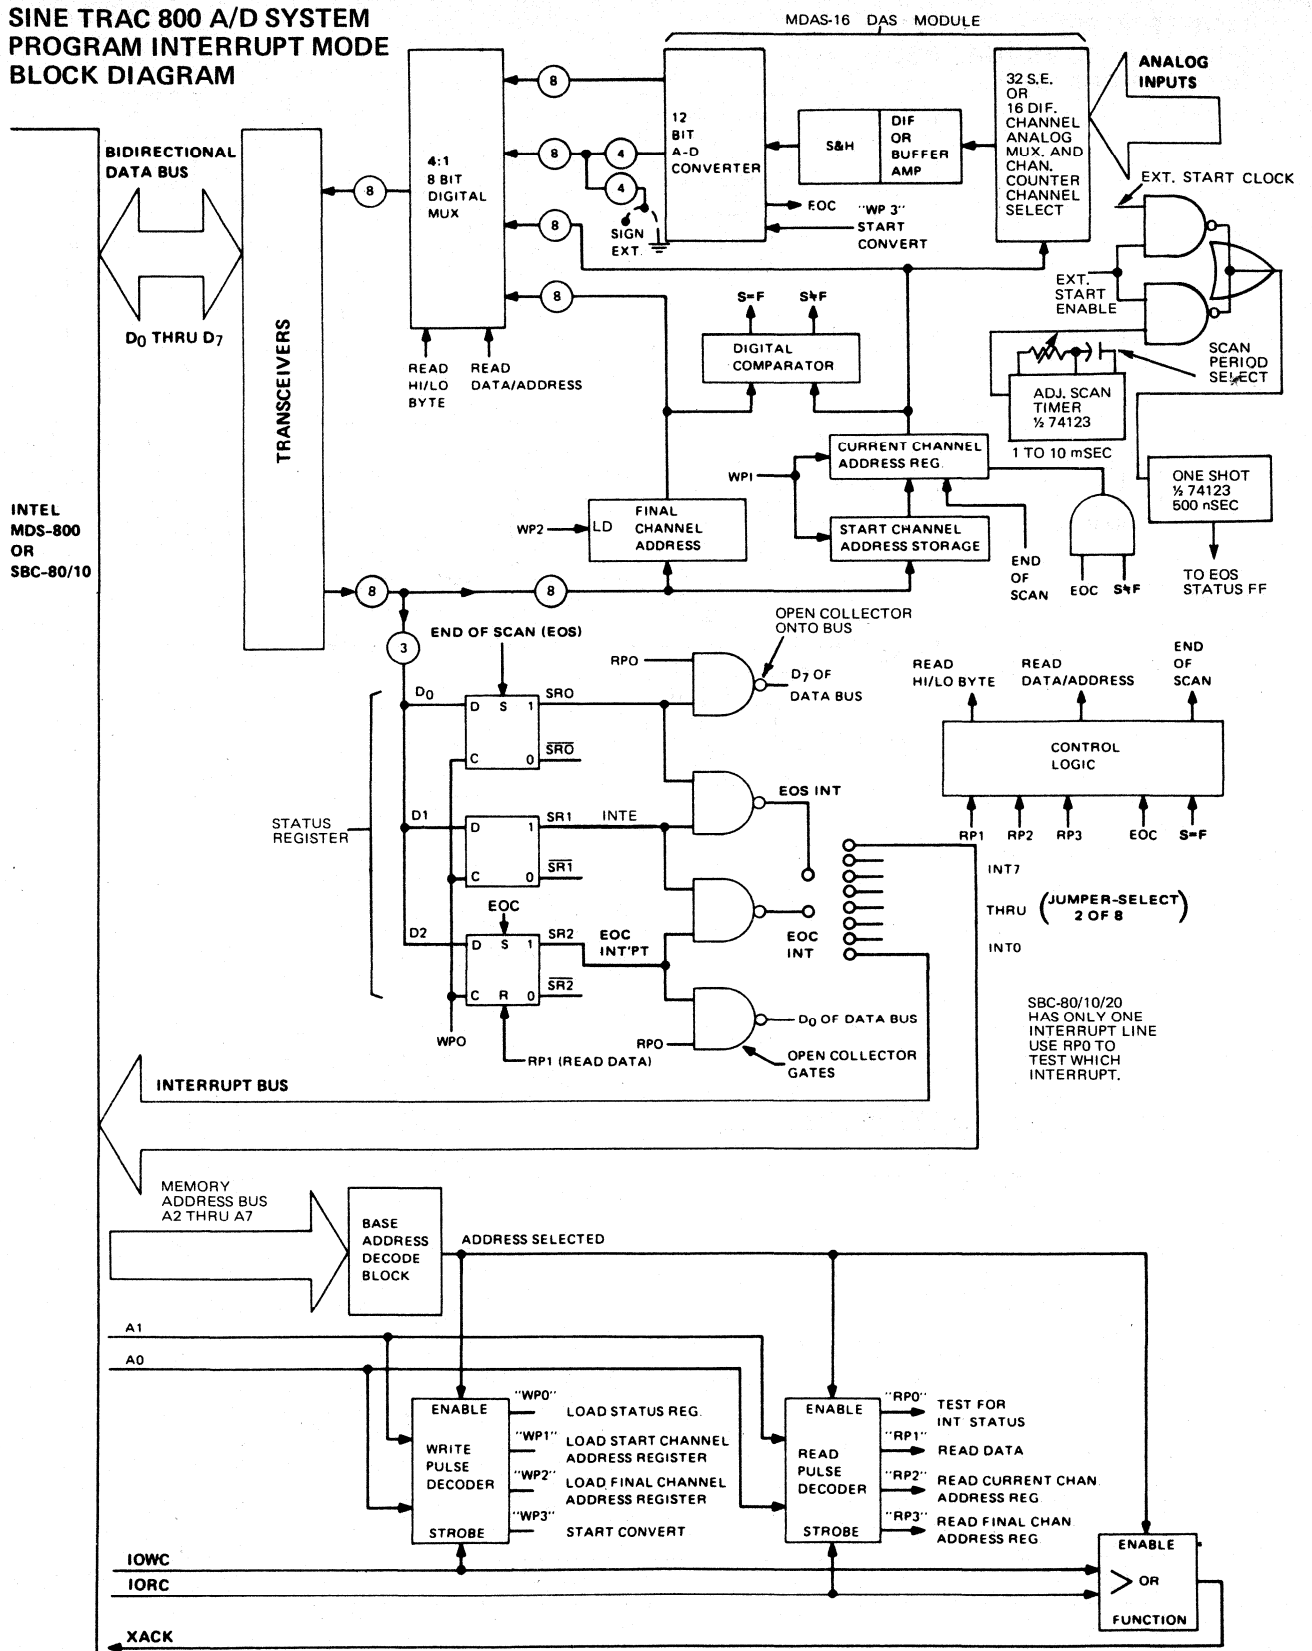 SINE TRAC 800 A/D SYSTEM
PROGRAM INTERRUPT MODE
BLOCK DIAGRAM
MDAS-16 DAS MODULE
ANALOG
INPUTS
32 S.E.
OR
16 DIF.
CHANNEL
ANALOG
MUX. AND
CHAN.
COUNTER
CHANNEL
SELECT
DIF
OR
BUFFER
AMP
S&H
12
BIT
A-D
CONVERTER
EOC
"WP 3"
START
CONVERT
8
8
4
4
8
8
SIGN
EXT.
4:1
8 BIT
DIGITAL
MUX
8
BIDIRECTIONAL
DATA BUS
D0 THRU D7
TRANSCEIVERS
READ
HI/LO
BYTE
READ
DATA/ADDRESS
S=F
S≠F
DIGITAL
COMPARATOR
EXT. START CLOCK
EXT.
START
ENABLE
SCAN
PERIOD
SELECT
ADJ. SCAN
TIMER
½ 74123
1 TO 10 mSEC
ONE SHOT
½ 74123
500 nSEC
TO EOS
STATUS FF
CURRENT CHANNEL
ADDRESS REG.
WP1
START CHANNEL
ADDRESS STORAGE
END
OF
SCAN
EOC
S≠F
WP2
LD
FINAL
CHANNEL
ADDRESS
INTEL
MDS-800
OR
SBC-80/10
8
8
3
END OF SCAN (EOS)
OPEN COLLECTOR
ONTO BUS
RPO
D7 OF
DATA BUS
STATUS
REGISTER
D0
D S 1
C 0
SRO
SRO
D1
D 1
C 0
SR1
INTE
SR1
EOS INT
EOC
D2
D S 1
C R 0
SR2
EOC
INT'PT
SR2
EOC
INT
WPO
RP1 (READ DATA)
RPO
D0 OF DATA BUS
OPEN COLLECTOR
GATES
READ
HI/LO BYTE
READ
DATA/ADDRESS
END
OF
SCAN
CONTROL
LOGIC
RP1
RP2
RP3
EOC
S=F
INT7
THRU
INT0
(JUMPER-SELECT
2 OF 8)
SBC-80/10/20
HAS ONLY ONE
INTERRUPT LINE
USE RP0 TO
TEST WHICH
INTERRUPT.
INTERRUPT BUS
MEMORY
ADDRESS BUS
A2 THRU A7
BASE
ADDRESS
DECODE
BLOCK
ADDRESS SELECTED
A1
A0
ENABLE
WRITE
PULSE
DECODER
STROBE
"WP0"
LOAD STATUS REG.
"WP1"
LOAD START CHANNEL
ADDRESS REGISTER
"WP2"
LOAD FINAL CHANNEL
ADDRESS REGISTER
"WP3"
START CONVERT
ENABLE
READ
PULSE
DECODER
STROBE
"RP0"
TEST FOR
INT STATUS
"RP1"
READ DATA
"RP2"
READ CURRENT CHAN.
ADDRESS REG.
"RP3"
READ FINAL CHAN.
ADDRESS REG.
ENABLE
OR
FUNCTION
IOWC
IORC
XACK